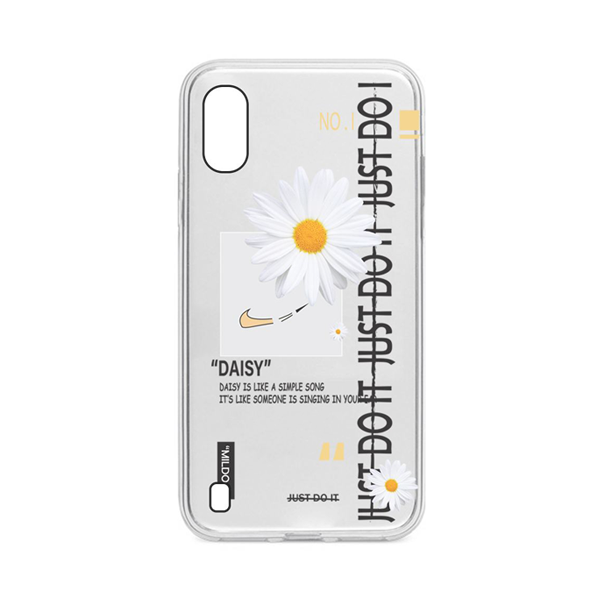 NO.1
JUST DO IT JUST DO IT JUST DO I
"DAISY"
DAISY IS LIKE A SIMPLE SONG
IT'S LIKE SOMEONE IS SINGING IN YOUR
"MILDO
"
JUST DO IT